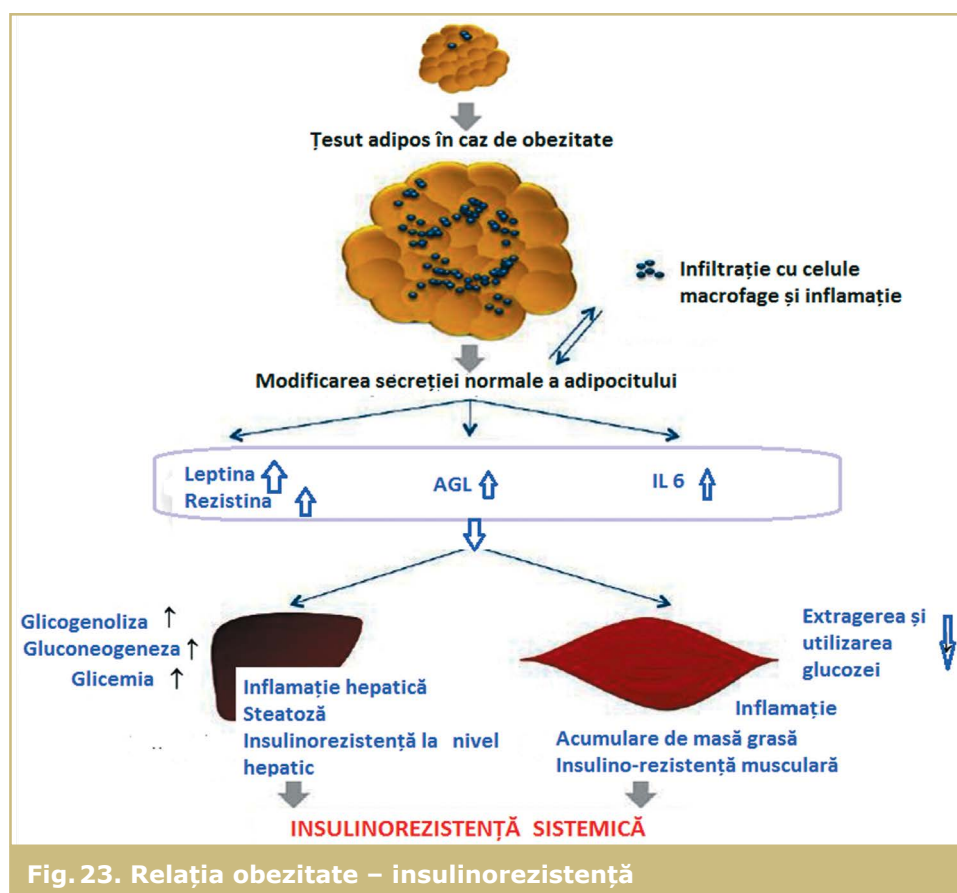 Țesut adipos în caz de obezitate
Infiltrație cu celule
macrofage și inflamație
Modificarea secreției normale a adipocitului
Leptina
Rezistina
AGL
IL 6
Glicogenoliza
Gluconeogeneza
Glicemia
Inflamație hepatică
Steatoză
Insulinorezistență la nivel
hepatic
Extragerea și
utilizarea
glucozei
Inflamație
Acumulare de masă grasă
Insulino-rezistență musculară
INSULINOREZISTENȚĂ SISTEMICĂ
Fig. 23. Relația obezitate – insulinorezistență